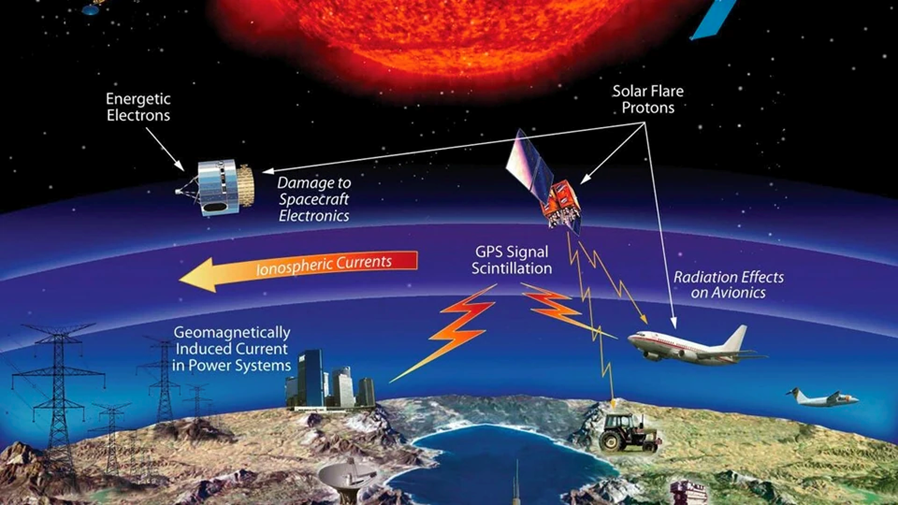 Energetic
Electrons
Solar Flare
Protons
Damage to
Spacecraft
Electronics
GPS Signal
Scintillation
Ionospheric Currents
Radiation Effects
on Avionics
Geomagnetically
Induced Current
in Power Systems